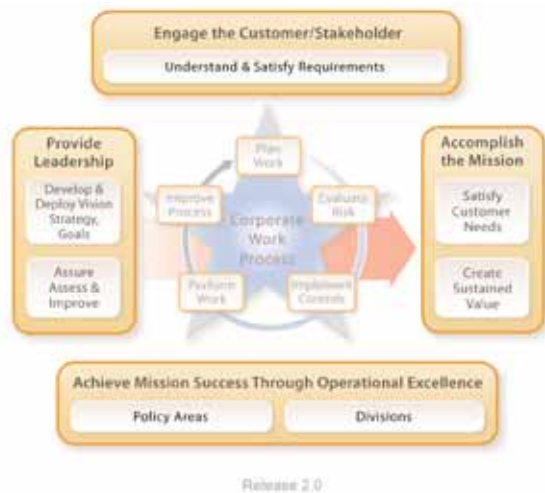 Engage the Customer/Stakeholder
Understand & Satisfy Requirements
Provide
Leadership
Develop &
Deploy Vision
Strategy,
Goals
Assure
Assess &
Improve
Plan
Work
Improve
Process
Evaluate
Risk
Corporate
Work
Process
Perform
Work
Implement
Controls
Accomplish
the Mission
Satisfy
Customer
Needs
Create
Sustained
Value
Achieve Mission Success Through Operational Excellence
Policy Areas
Divisions
Release 2.0